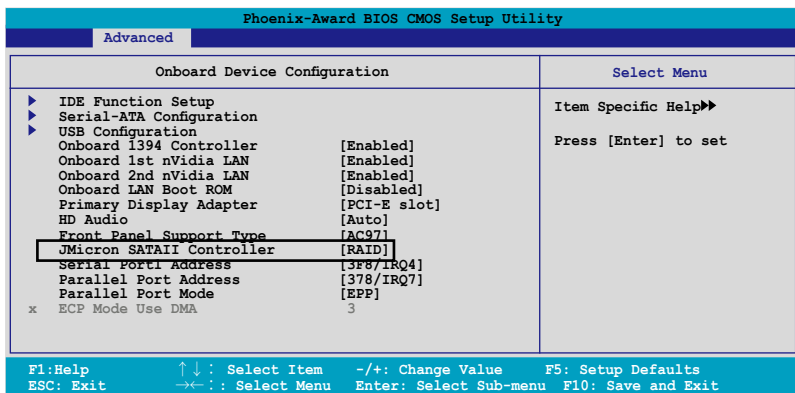 Phoenix-Award BIOS CMOS Setup Utility
Advanced
Onboard Device Configuration
Select Menu
IDE Function Setup
Serial-ATA Configuration
USB Configuration
Onboard 1394 Controller [Enabled]
Onboard 1st nVidia LAN [Enabled]
Onboard 2nd nVidia LAN [Enabled]
Onboard LAN Boot ROM [Disabled]
Primary Display Adapter [PCI-E slot]
HD Audio [Auto]
Front Panel Support Type [AC97]
JMicron SATAII Controller [RAID]
Serial Port1 Address [3F8/IRQ4]
Parallel Port Address [378/IRQ7]
Parallel Port Mode [EPP]
x ECP Mode Use DMA 3
Item Specific Help
Press [Enter] to set
F1:Help ↑↓: Select Item -/+: Change Value F5: Setup Defaults
ESC: Exit →←: Select Menu Enter: Select Sub-menu F10: Save and Exit